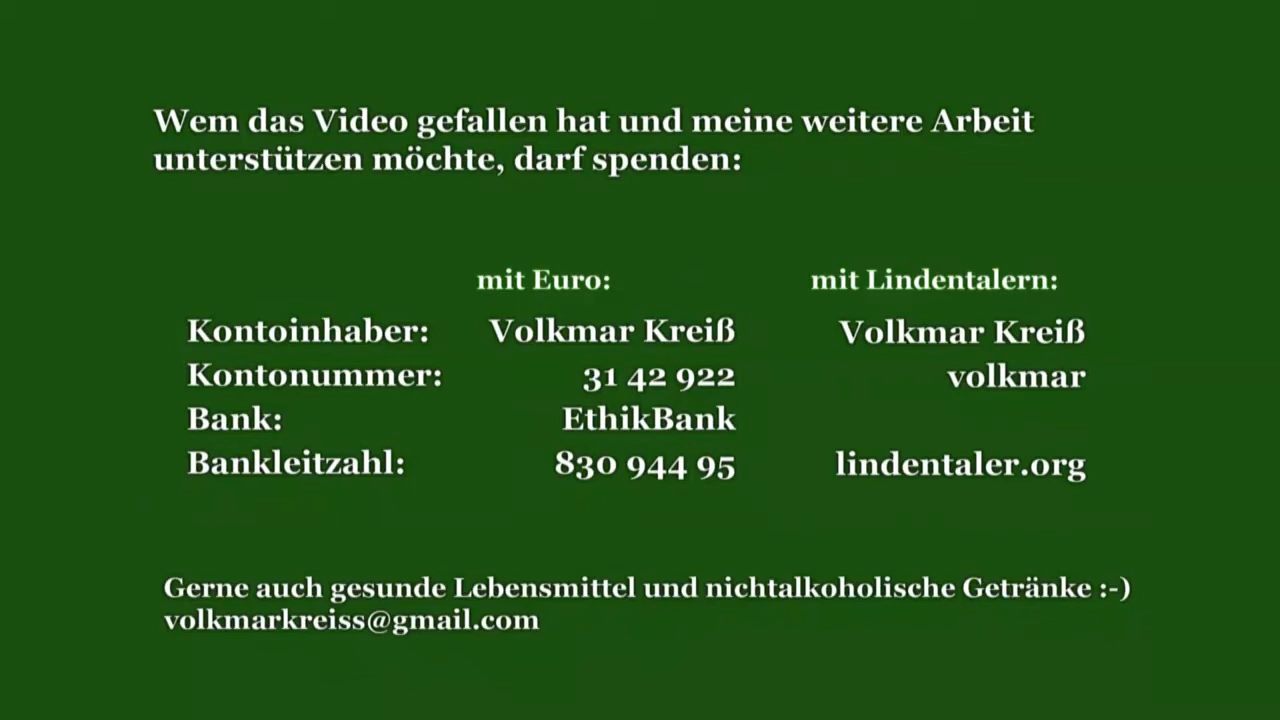 Wem das Video gefallen hat und meine weitere Arbeit
unterstützen möchte, darf spenden:
mit Euro: mit Lindentalern:
Kontoinhaber: Volkmar Kreiß Volkmar Kreiß
Kontonummer: 31 42 922 volkmar
Bank: EthikBank
Bankleitzahl: 830 944 95 lindentaler.org
Gerne auch gesunde Lebensmittel und nichtalkoholische Getränke :-)
volkmarkreiss@gmail.com